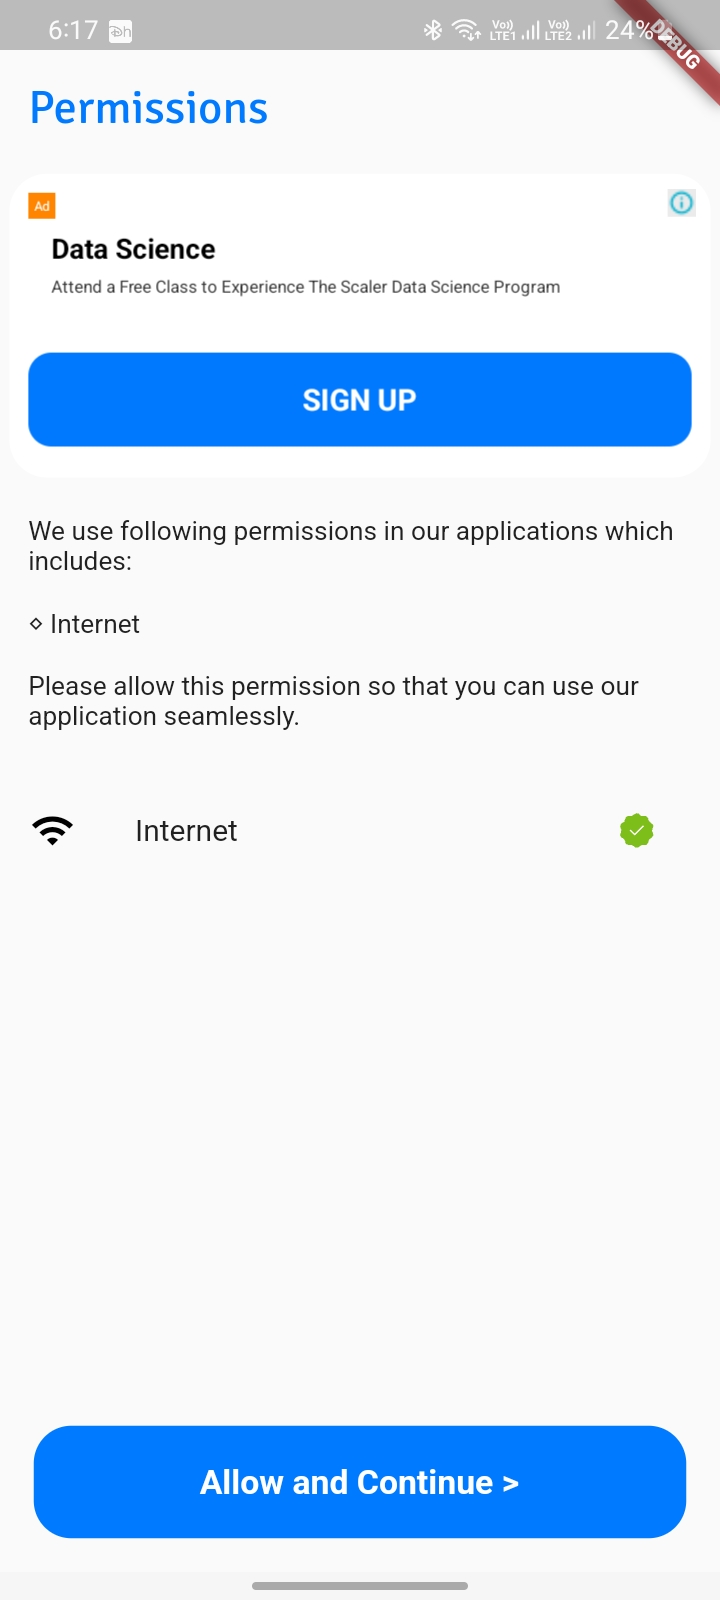 6:17
Vo)) LTE1 Vo)) LTE2 24%
DEBUG
Permissions
Ad
Data Science
Attend a Free Class to Experience The Scaler Data Science Program
SIGN UP
We use following permissions in our applications which
includes:
⋄ Internet
Please allow this permission so that you can use our
application seamlessly.
Internet
Allow and Continue >